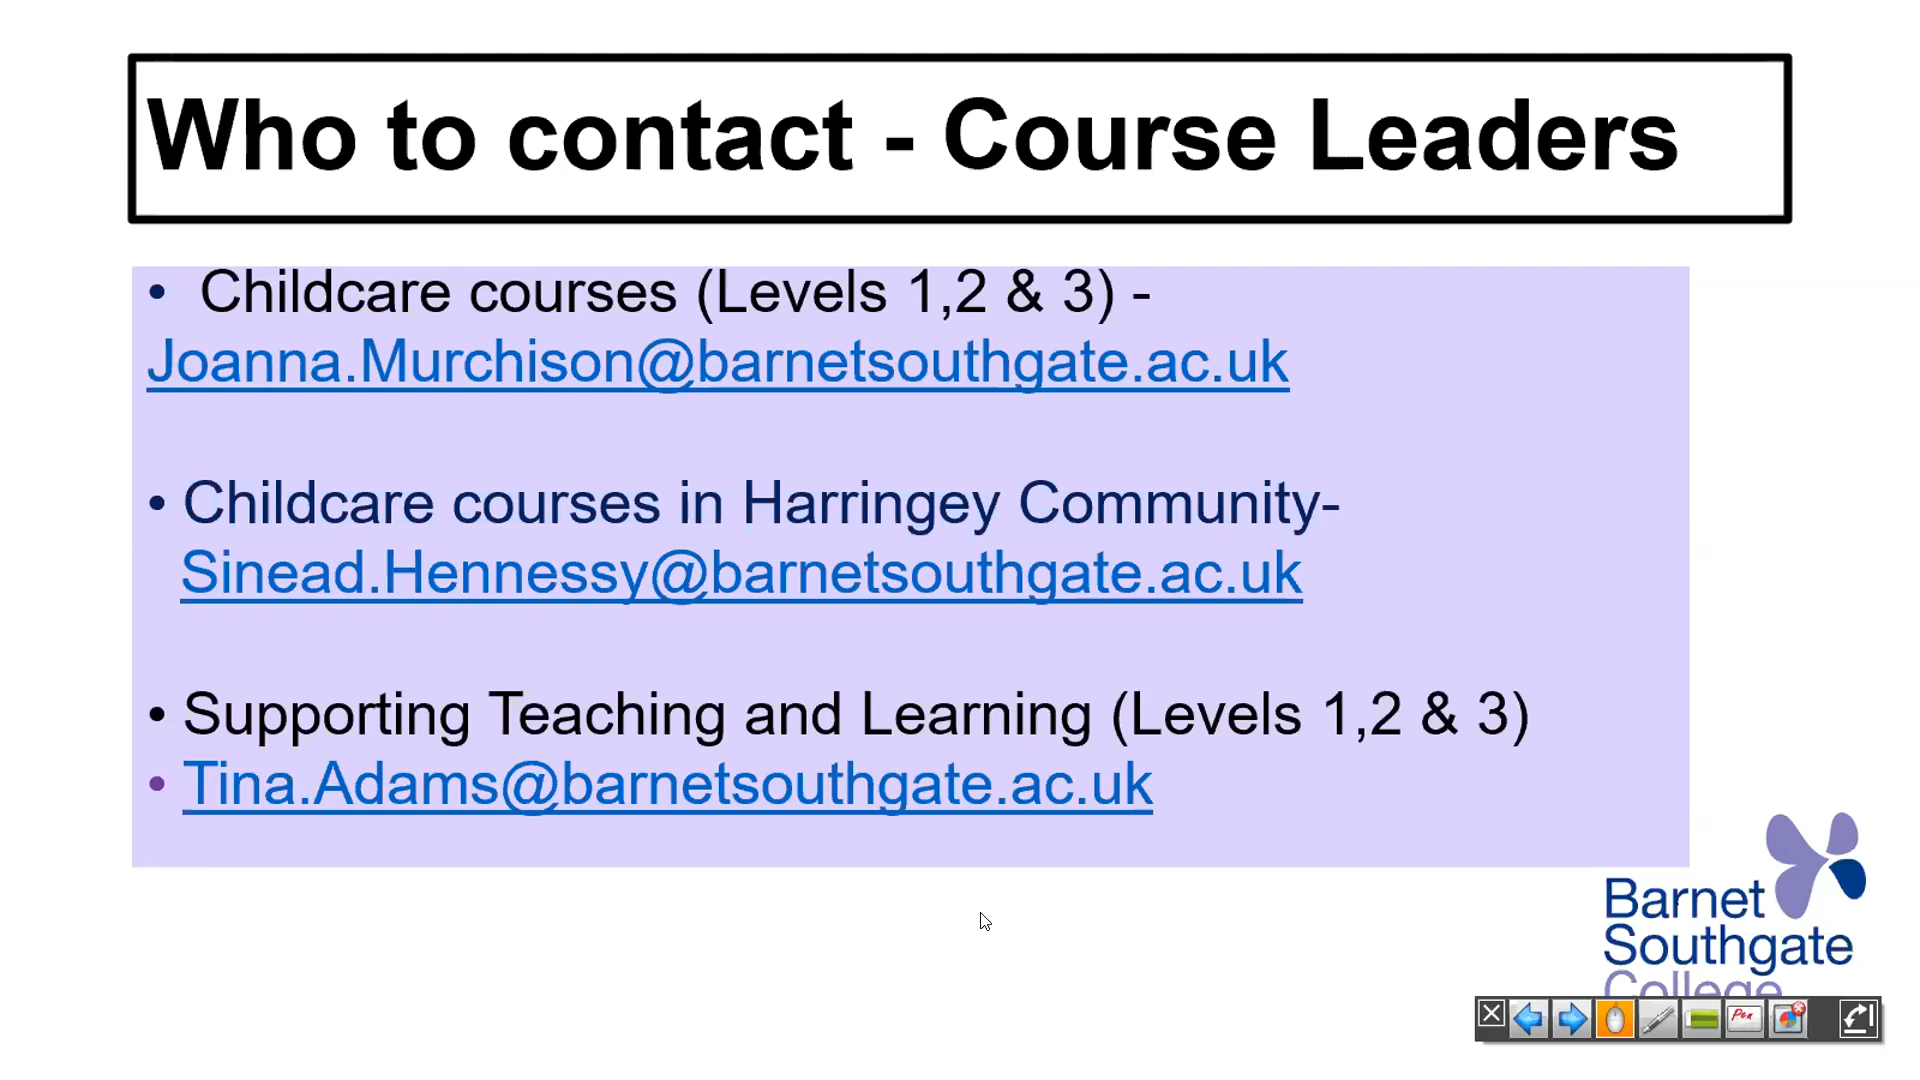 Who to contact - Course Leaders
• Childcare courses (Levels 1,2 & 3) -
Joanna.Murchison@barnetsouthgate.ac.uk
• Childcare courses in Harringey Community-
Sinead.Hennessy@barnetsouthgate.ac.uk
• Supporting Teaching and Learning (Levels 1,2 & 3)
• Tina.Adams@barnetsouthgate.ac.uk
Barnet
Southgate
College
Pen